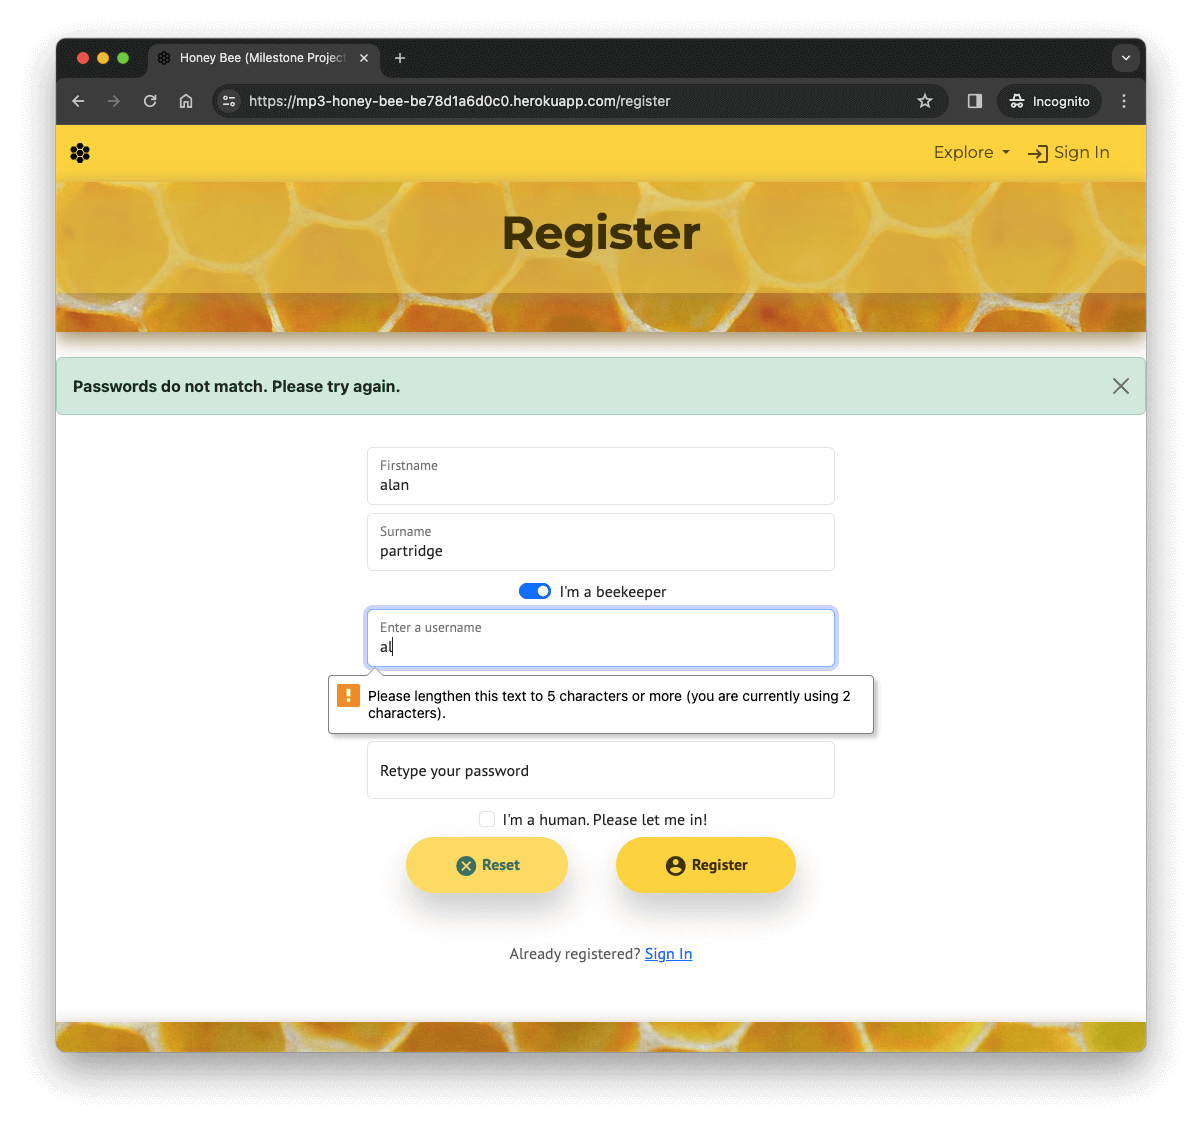 Honey Bee (Milestone Project
https://mp3-honey-bee-be78d1a6d0c0.herokuapp.com/register
Incognito
Explore
Sign In
Register
Passwords do not match. Please try again.
Firstname
alan
Surname
partridge
I'm a beekeeper
Enter a username
al
Please lengthen this text to 5 characters or more (you are currently using 2
characters).
Retype your password
I'm a human. Please let me in!
Reset
Register
Already registered? Sign In